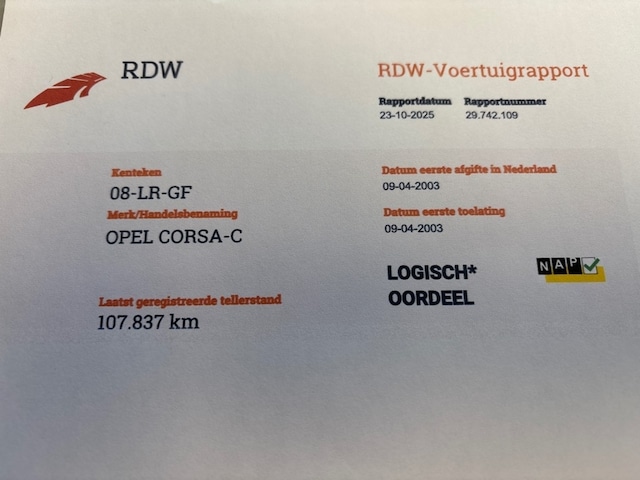 RDW
RDW-Voertuigrapport
Rapportdatum Rapportnummer
23-10-2025 29.742.109
Kenteken
08-LR-GF
Merk/Handelsbenaming
OPEL CORSA-C
Laatst geregistreerde tellerstand
107.837 km
Datum eerste afgifte in Nederland
09-04-2003
Datum eerste toelating
09-04-2003
LOGISCH*
OORDEEL
NAP